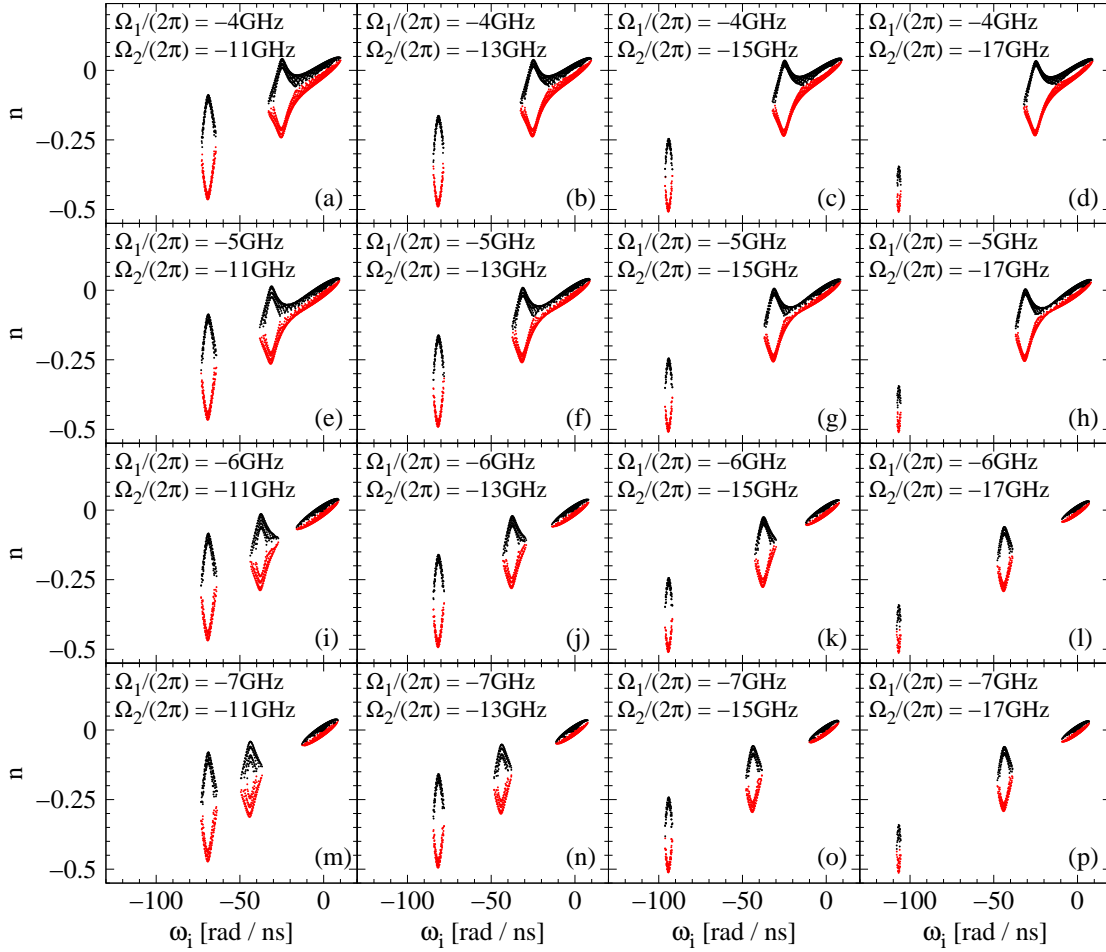 Ω1/(2π) = −4GHz Ω1/(2π) = −4GHz Ω1/(2π) = −4GHz Ω1/(2π) = −4GHz
Ω2/(2π) = −11GHz Ω2/(2π) = −13GHz Ω2/(2π) = −15GHz Ω2/(2π) = −17GHz
0
n
−0.25
−0.5
(a) (b) (c) (d)
Ω1/(2π) = −5GHz Ω1/(2π) = −5GHz Ω1/(2π) = −5GHz Ω1/(2π) = −5GHz
Ω2/(2π) = −11GHz Ω2/(2π) = −13GHz Ω2/(2π) = −15GHz Ω2/(2π) = −17GHz
0
n
−0.25
−0.5
(e) (f) (g) (h)
Ω1/(2π) = −6GHz Ω1/(2π) = −6GHz Ω1/(2π) = −6GHz Ω1/(2π) = −6GHz
Ω2/(2π) = −11GHz Ω2/(2π) = −13GHz Ω2/(2π) = −15GHz Ω2/(2π) = −17GHz
0
n
−0.25
−0.5
(i) (j) (k) (l)
Ω1/(2π) = −7GHz Ω1/(2π) = −7GHz Ω1/(2π) = −7GHz Ω1/(2π) = −7GHz
Ω2/(2π) = −11GHz Ω2/(2π) = −13GHz Ω2/(2π) = −15GHz Ω2/(2π) = −17GHz
0
n
−0.25
−0.5
(m) (n) (o) (p)
−100 −50 0 −100 −50 0 −100 −50 0 −100 −50 0
ωi [rad / ns] ωi [rad / ns] ωi [rad / ns] ωi [rad / ns]